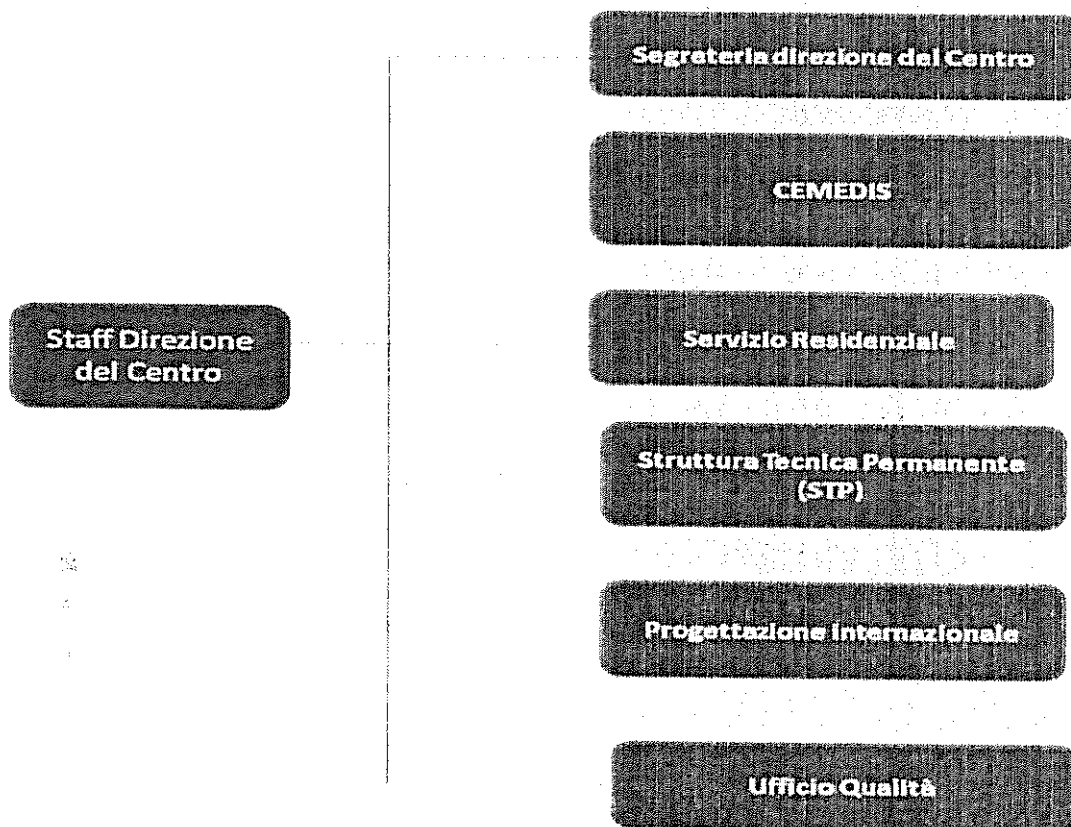 Segreteria direzione del Centro
CEMEDIS
Staff Direzione
del Centro
Servizio Residenziale
Struttura Tecnica Permanente
(STP)
Progettazione internazionale
Ufficio Qualità